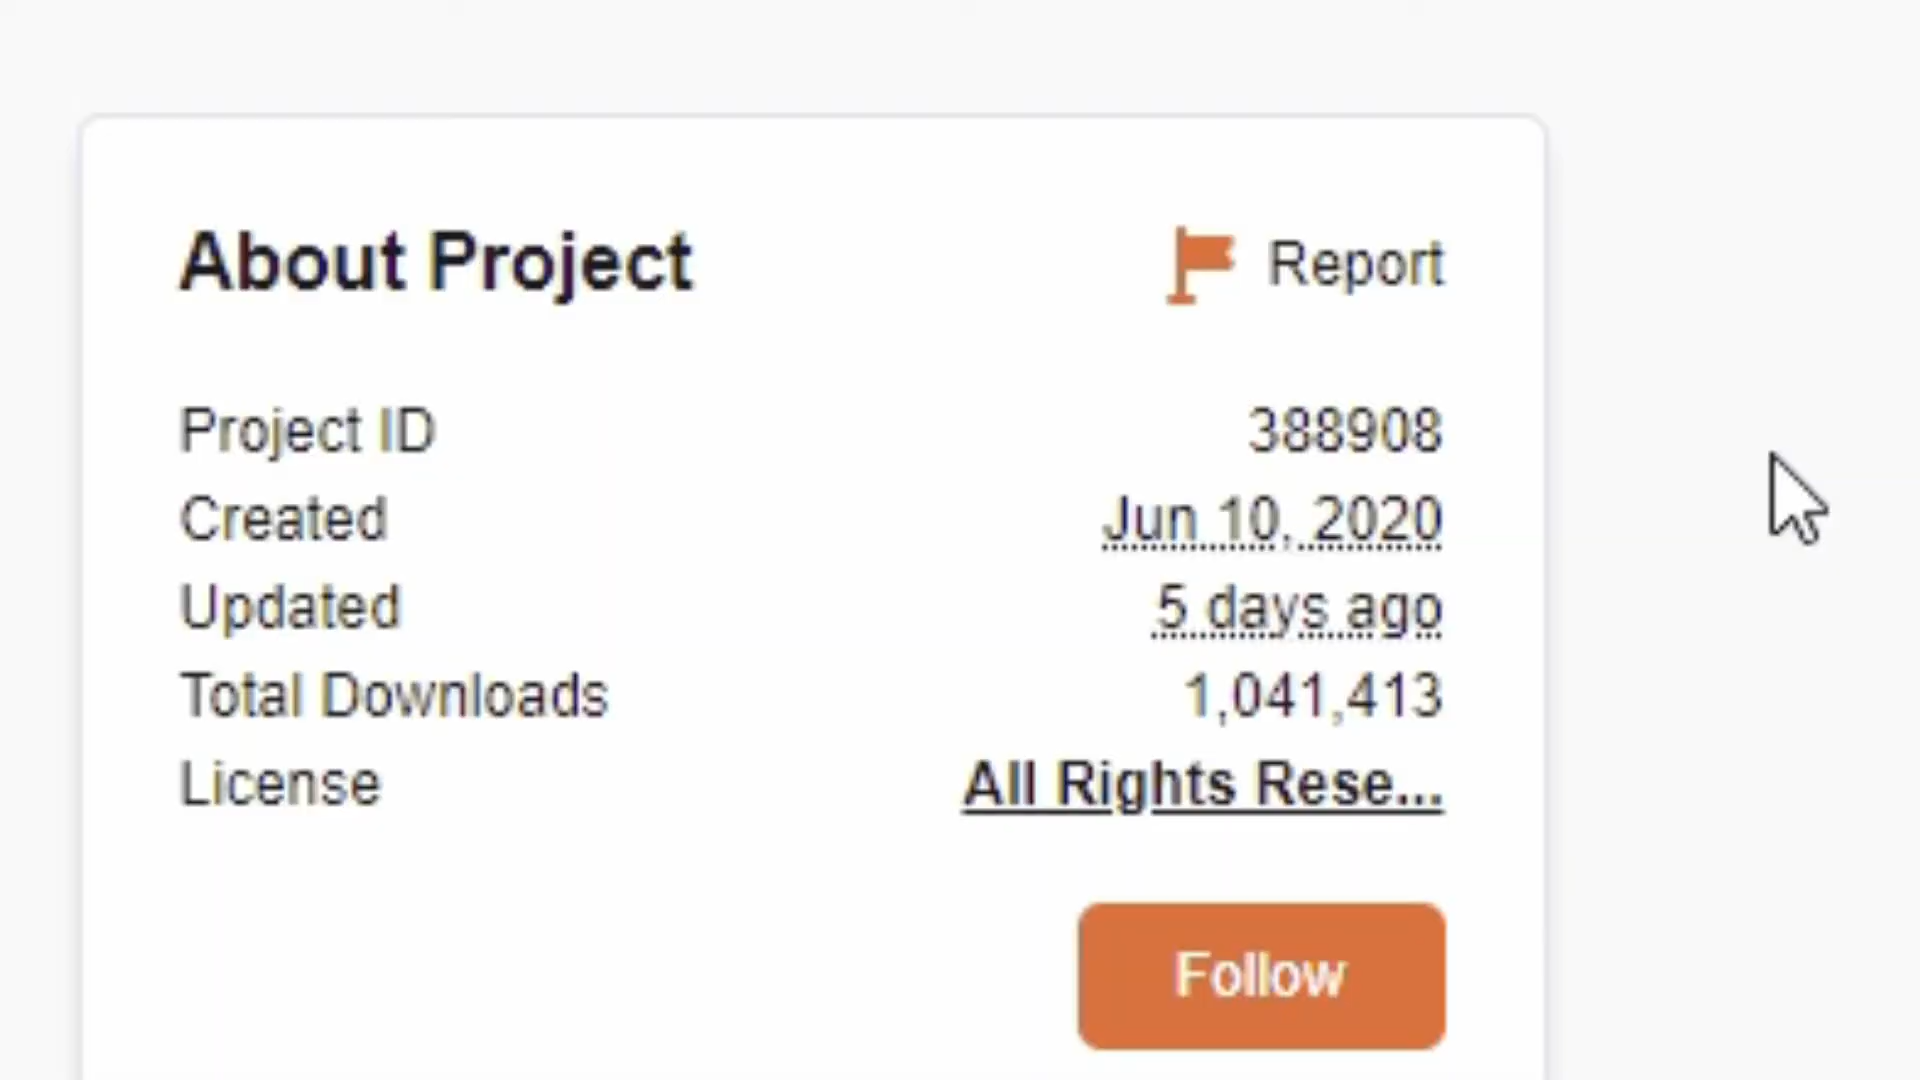 About Project
Report
Project ID 388908
Created Jun 10, 2020
Updated 5 days ago
Total Downloads 1,041,413
License All Rights Rese...
Follow